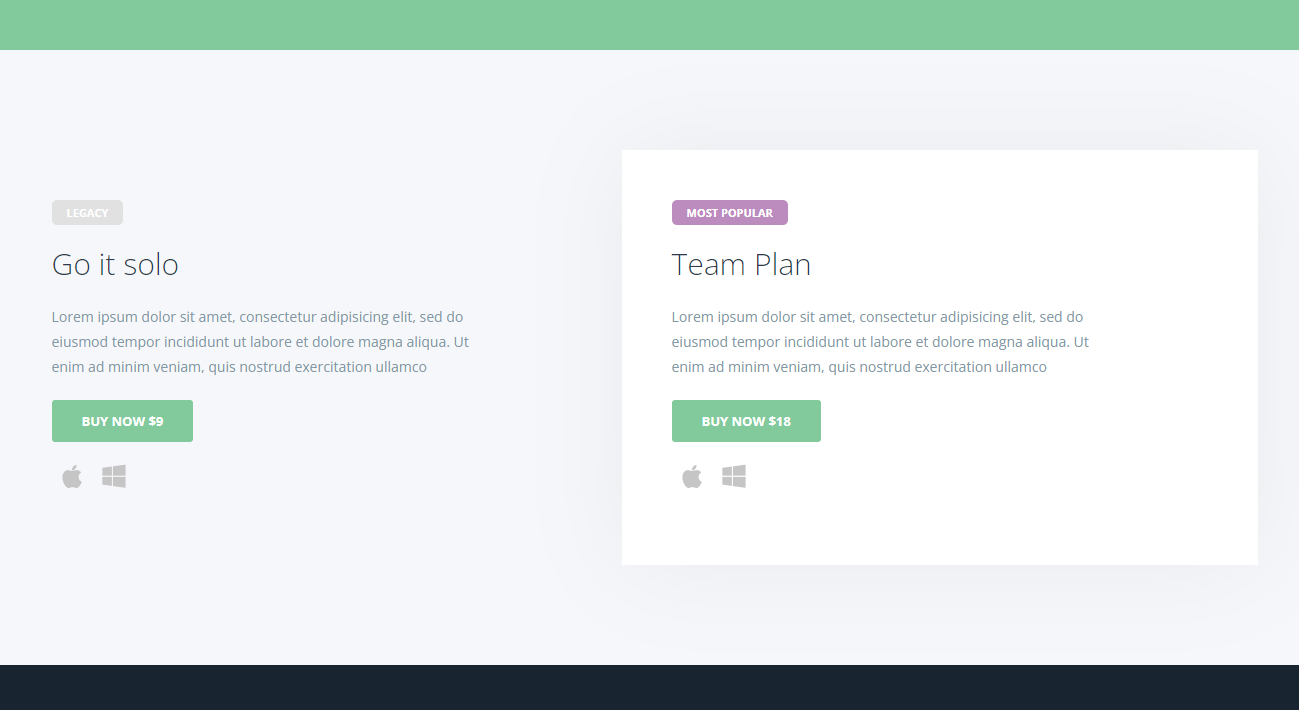 LEGACY
Go it solo
Lorem ipsum dolor sit amet, consectetur adipisicing elit, sed do
eiusmod tempor incididunt ut labore et dolore magna aliqua. Ut
enim ad minim veniam, quis nostrud exercitation ullamco
BUY NOW $9
MOST POPULAR
Team Plan
Lorem ipsum dolor sit amet, consectetur adipisicing elit, sed do
eiusmod tempor incididunt ut labore et dolore magna aliqua. Ut
enim ad minim veniam, quis nostrud exercitation ullamco
BUY NOW $18